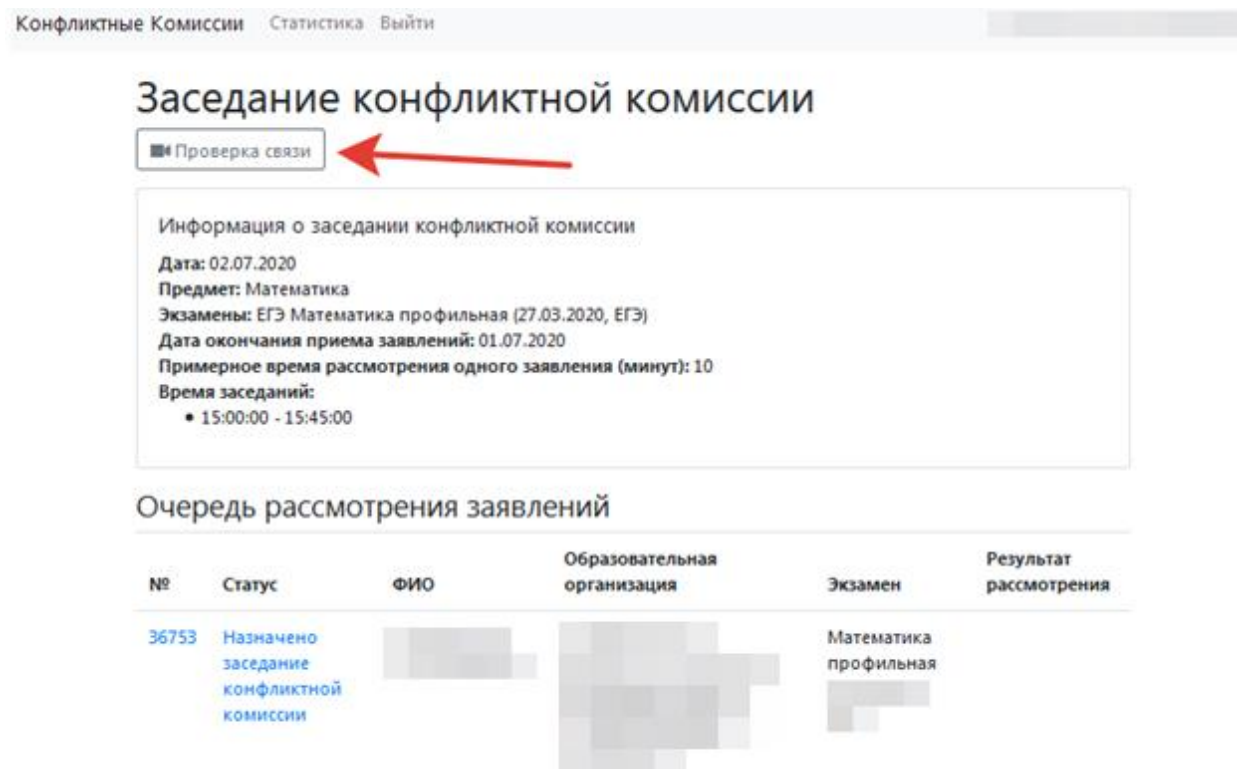 Конфликтные Комиссии Статистика Выйти
Заседание конфликтной комиссии
Проверка связи
Информация о заседании конфликтной комиссии
Дата: 02.07.2020
Предмет: Математика
Экзамены: ЕГЭ Математика профильная (27.03.2020, ЕГЭ)
Дата окончания приема заявлений: 01.07.2020
Примерное время рассмотрения одного заявления (минут): 10
Время заседаний:
• 15:00:00 - 15:45:00
Очередь рассмотрения заявлений
№ Статус ФИО Образовательная организация Экзамен Результат рассмотрения
36753 Назначено Математика
заседание профильная
конфликтной
комиссии